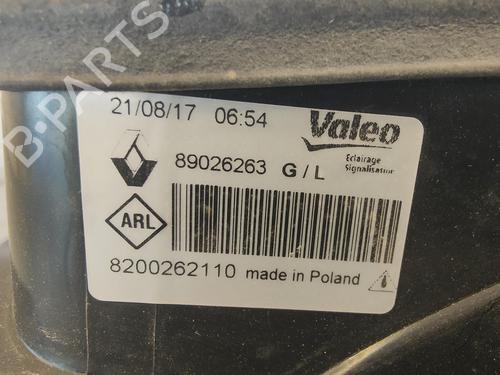 B-PARTS
21/08/17 06:54
Valeo
89026263 G / L
Eclairage
Signalisation
ARL
8200262110 made in Poland